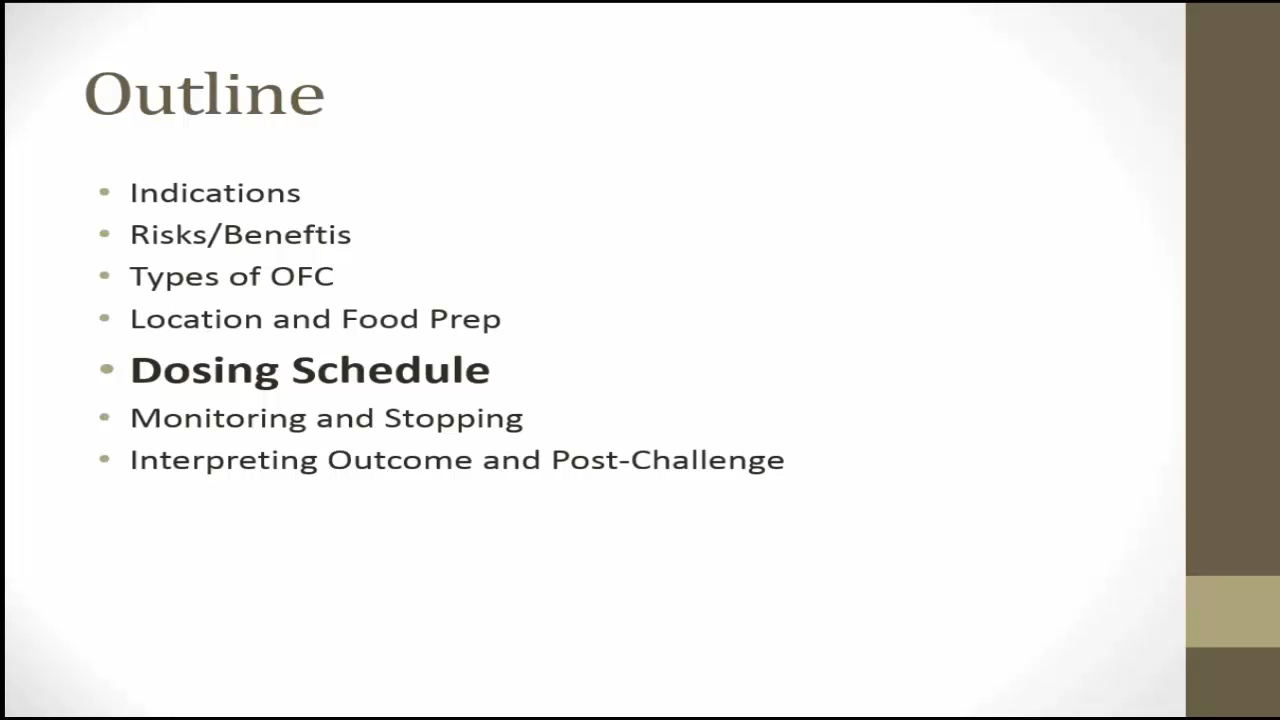 Outline
• Indications
• Risks/Beneftis
• Types of OFC
• Location and Food Prep
• Dosing Schedule
• Monitoring and Stopping
• Interpreting Outcome and Post-Challenge